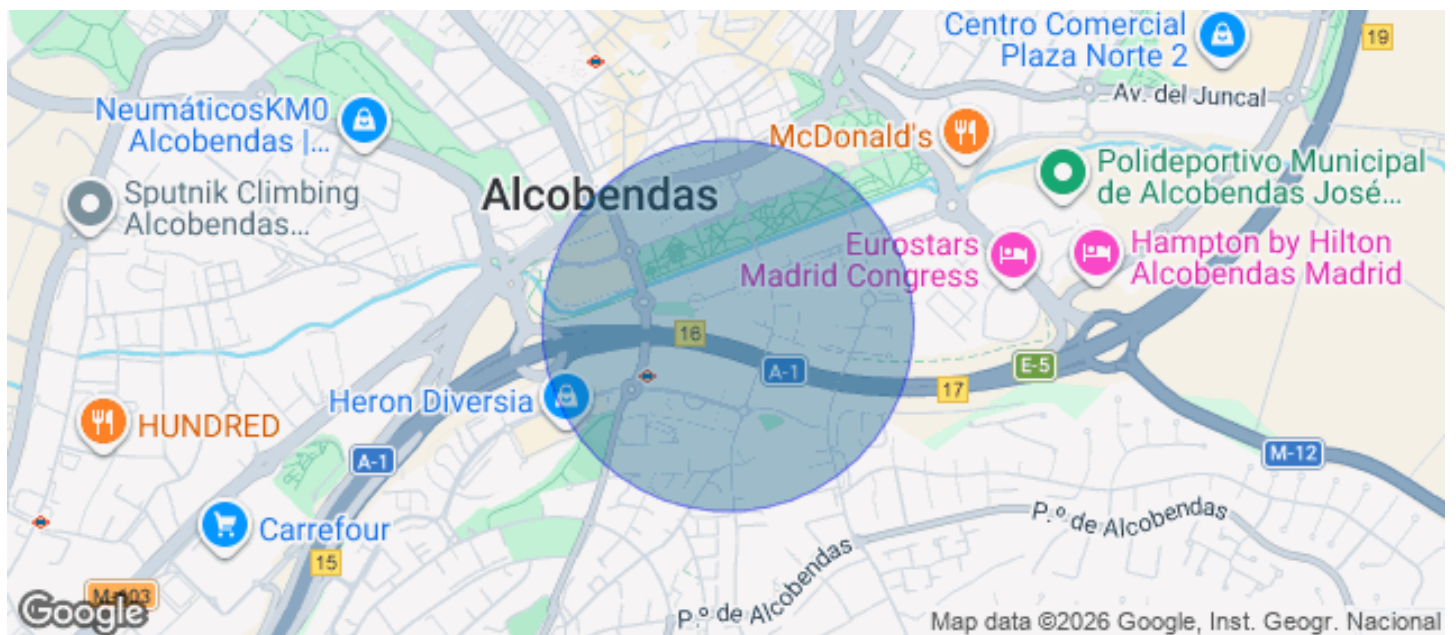 Centro Comercial
Plaza Norte 2
19
Av. del Juncal
NeumáticosKM0
Alcobendas |...
McDonald's
Polideportivo Municipal
de Alcobendas José...
Sputnik Climbing
Alcobendas...
Alcobendas
Eurostars
Madrid Congress
Hampton by Hilton
Alcobendas Madrid
16
A-1
E-5
17
Heron Diversia
HUNDRED
A-1
M-12
P.º de Alcobendas
Carrefour
15
P.º de Alcobendas
Google
Map data ©2026 Google, Inst. Geogr. Nacional